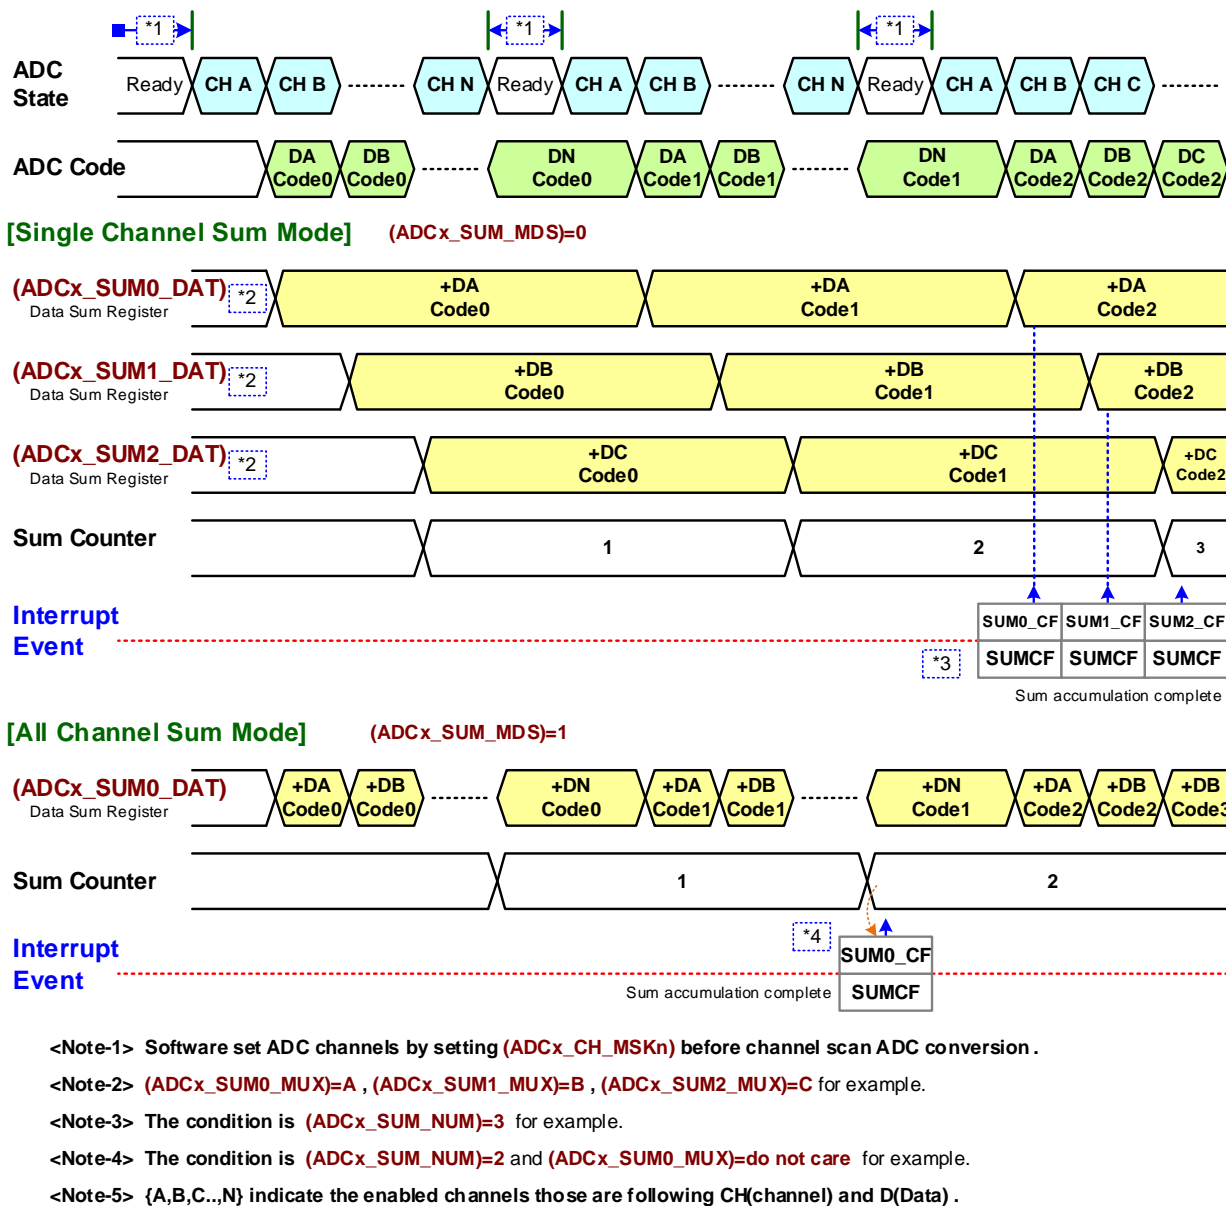 *1 *1 *1
ADC State Ready CH A CH B CH N Ready CH A CH B CH N Ready CH A CH B CH C
ADC Code DA Code0 DB Code0 DN Code0 DA Code1 DB Code1 DN Code1 DA Code2 DB Code2 DC Code2
[Single Channel Sum Mode] (ADCx_SUM_MDS)=0
(ADCx_SUM0_DAT) *2 +DA Code0 +DA Code1 +DA Code2
Data Sum Register
(ADCx_SUM1_DAT) *2 +DB Code0 +DB Code1 +DB Code2
Data Sum Register
(ADCx_SUM2_DAT) *2 +DC Code0 +DC Code1 +DC Code2
Data Sum Register
Sum Counter 1 2 3
Interrupt Event
SUM0_CF SUM1_CF SUM2_CF
*3 SUMCF SUMCF SUMCF
Sum accumulation complete
[All Channel Sum Mode] (ADCx_SUM_MDS)=1
(ADCx_SUM0_DAT) +DA Code0 +DB Code0 +DN Code0 +DA Code1 +DB Code1 +DN Code1 +DA Code2 +DB Code2 +DB Code3
Data Sum Register
Sum Counter 1 2
Interrupt Event
*4 SUM0_CF
Sum accumulation complete SUMCF
<Note-1> Software set ADC channels by setting (ADCx_CH_MSKn) before channel scan ADC conversion .
<Note-2> (ADCx_SUM0_MUX)=A , (ADCx_SUM1_MUX)=B , (ADCx_SUM2_MUX)=C for example.
<Note-3> The condition is (ADCx_SUM_NUM)=3 for example.
<Note-4> The condition is (ADCx_SUM_NUM)=2 and (ADCx_SUM0_MUX)=do not care for example.
<Note-5> {A,B,C..,N} indicate the enabled channels those are following CH(channel) and D(Data) .